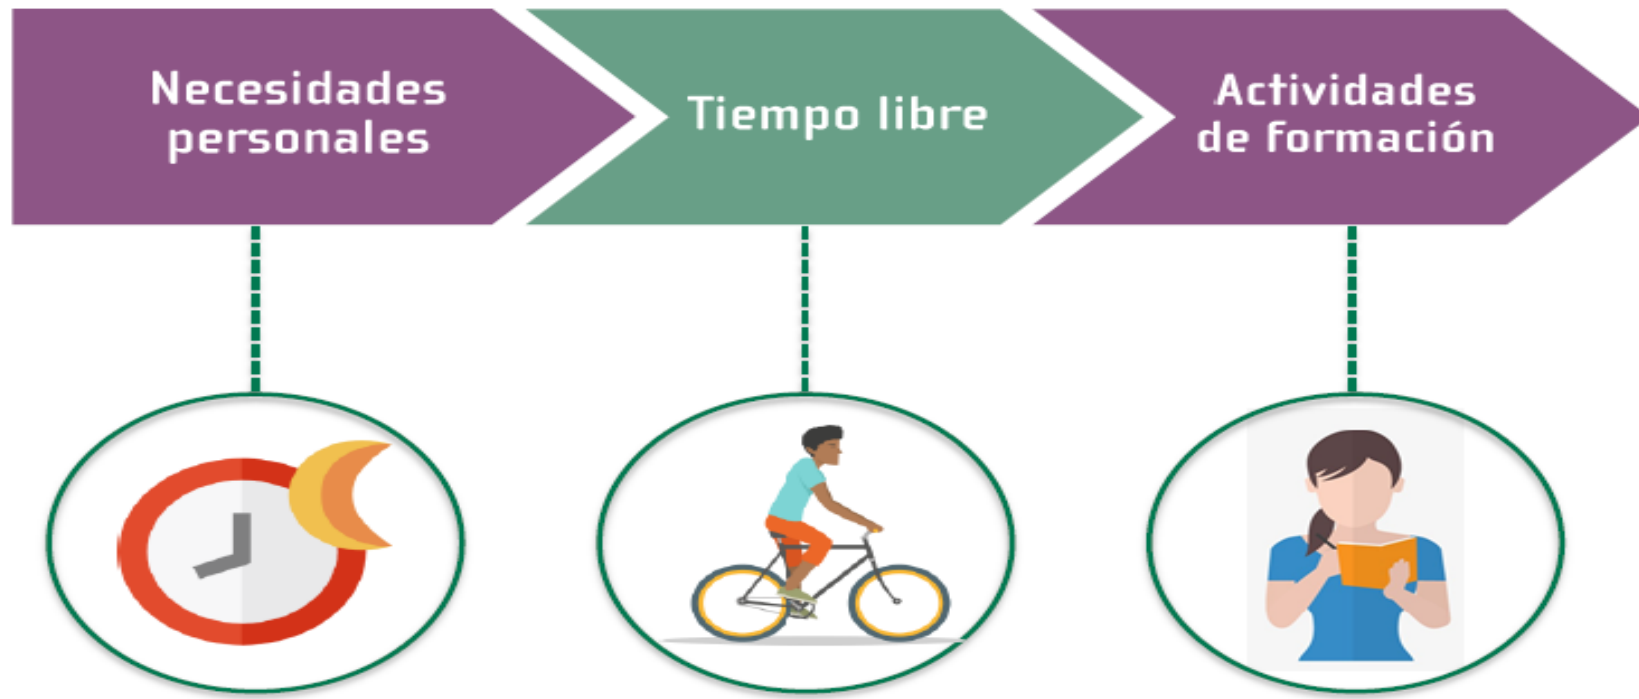 Necesidades
personales
Tiempo libre
Actividades
de formación